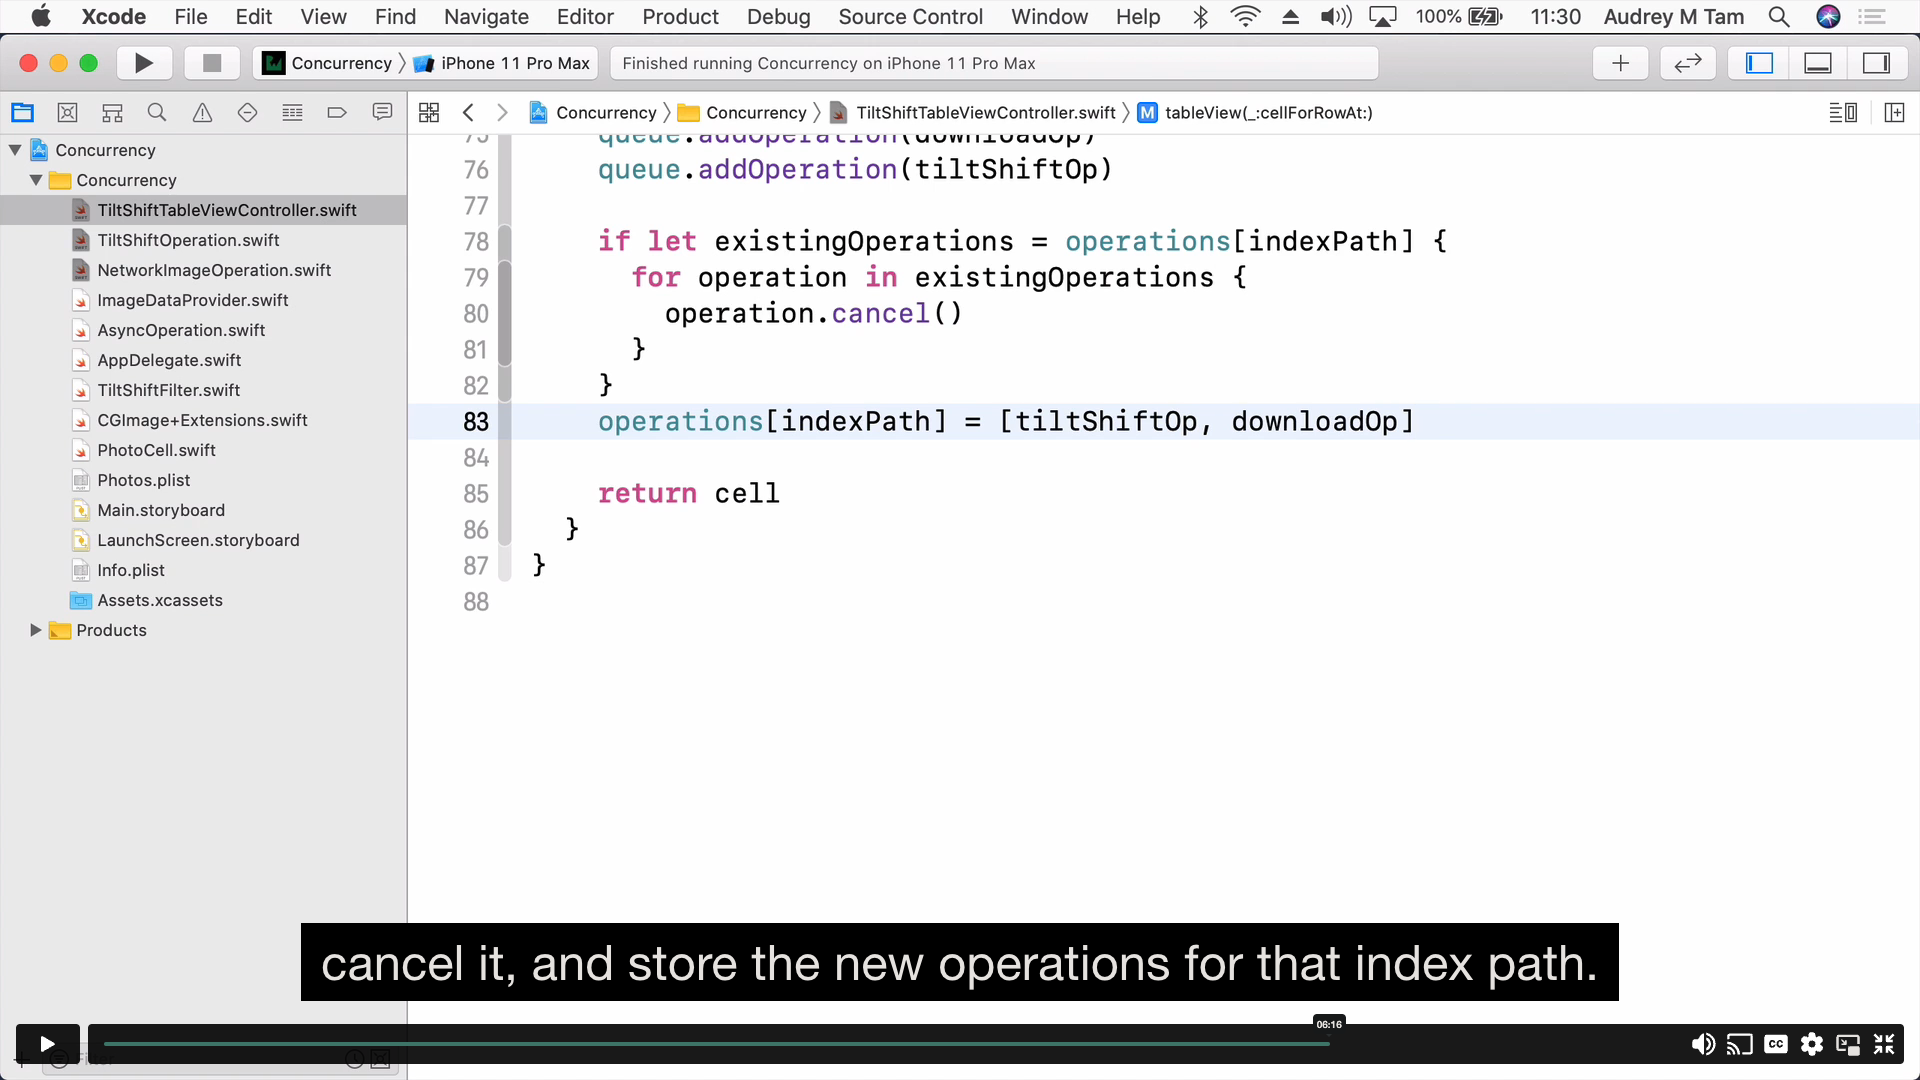 Xcode File Edit View Find Navigate Editor Product Debug Source Control Window Help 100% 11:30 Audrey M Tam
Concurrency iPhone 11 Pro Max Finished running Concurrency on iPhone 11 Pro Max
Concurrency Concurrency TiltShiftTableViewController.swift M tableView(_:cellForRowAt:)
Concurrency
Concurrency
TiltShiftTableViewController.swift
TiltShiftOperation.swift
NetworkImageOperation.swift
ImageDataProvider.swift
AsyncOperation.swift
AppDelegate.swift
TiltShiftFilter.swift
CGImage+Extensions.swift
PhotoCell.swift
Photos.plist
Main.storyboard
LaunchScreen.storyboard
Info.plist
Assets.xcassets
Products
75 queue.addOperation(downloadOp)
76 queue.addOperation(tiltShiftOp)
77
78 if let existingOperations = operations[indexPath] {
79 for operation in existingOperations {
80 operation.cancel()
81 }
82 }
83 operations[indexPath] = [tiltShiftOp, downloadOp]
84
85 return cell
86 }
87 }
88
cancel it, and store the new operations for that index path.
06:16
CC
Filter